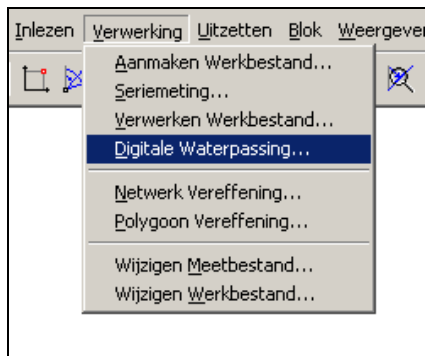 Inlezen Verwerking Uitzetten Blok Weergeve
Aanmaken Werkbestand...
Seriemeting...
Verwerken Werkbestand...
Digitale Waterpassing...
Netwerk Vereffening...
Polygoon Vereffening...
Wijzigen Meetbestand...
Wijzigen Werkbestand...